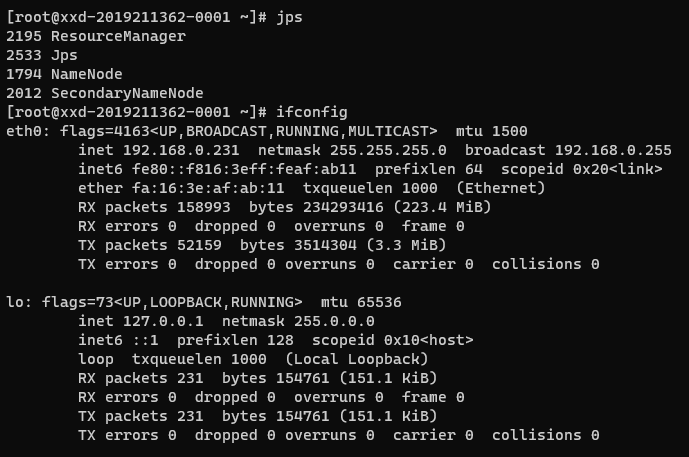 [root@xxd-2019211362-0001 ~]# jps
2195 ResourceManager
2533 Jps
1794 NameNode
2012 SecondaryNameNode
[root@xxd-2019211362-0001 ~]# ifconfig
eth0: flags=4163<UP,BROADCAST,RUNNING,MULTICAST>  mtu 1500
        inet 192.168.0.231  netmask 255.255.255.0  broadcast 192.168.0.255
        inet6 fe80::f816:3eff:feaf:ab11  prefixlen 64  scopeid 0x20<link>
        ether fa:16:3e:af:ab:11  txqueuelen 1000  (Ethernet)
        RX packets 158993  bytes 234293416 (223.4 MiB)
        RX errors 0  dropped 0  overruns 0  frame 0
        TX packets 52159  bytes 3514304 (3.3 MiB)
        TX errors 0  dropped 0 overruns 0  carrier 0  collisions 0

lo: flags=73<UP,LOOPBACK,RUNNING>  mtu 65536
        inet 127.0.0.1  netmask 255.0.0.0
        inet6 ::1  prefixlen 128  scopeid 0x10<host>
        loop  txqueuelen 1000  (Local Loopback)
        RX packets 231  bytes 154761 (151.1 KiB)
        RX errors 0  dropped 0  overruns 0  frame 0
        TX packets 231  bytes 154761 (151.1 KiB)
        TX errors 0  dropped 0 overruns 0  carrier 0  collisions 0